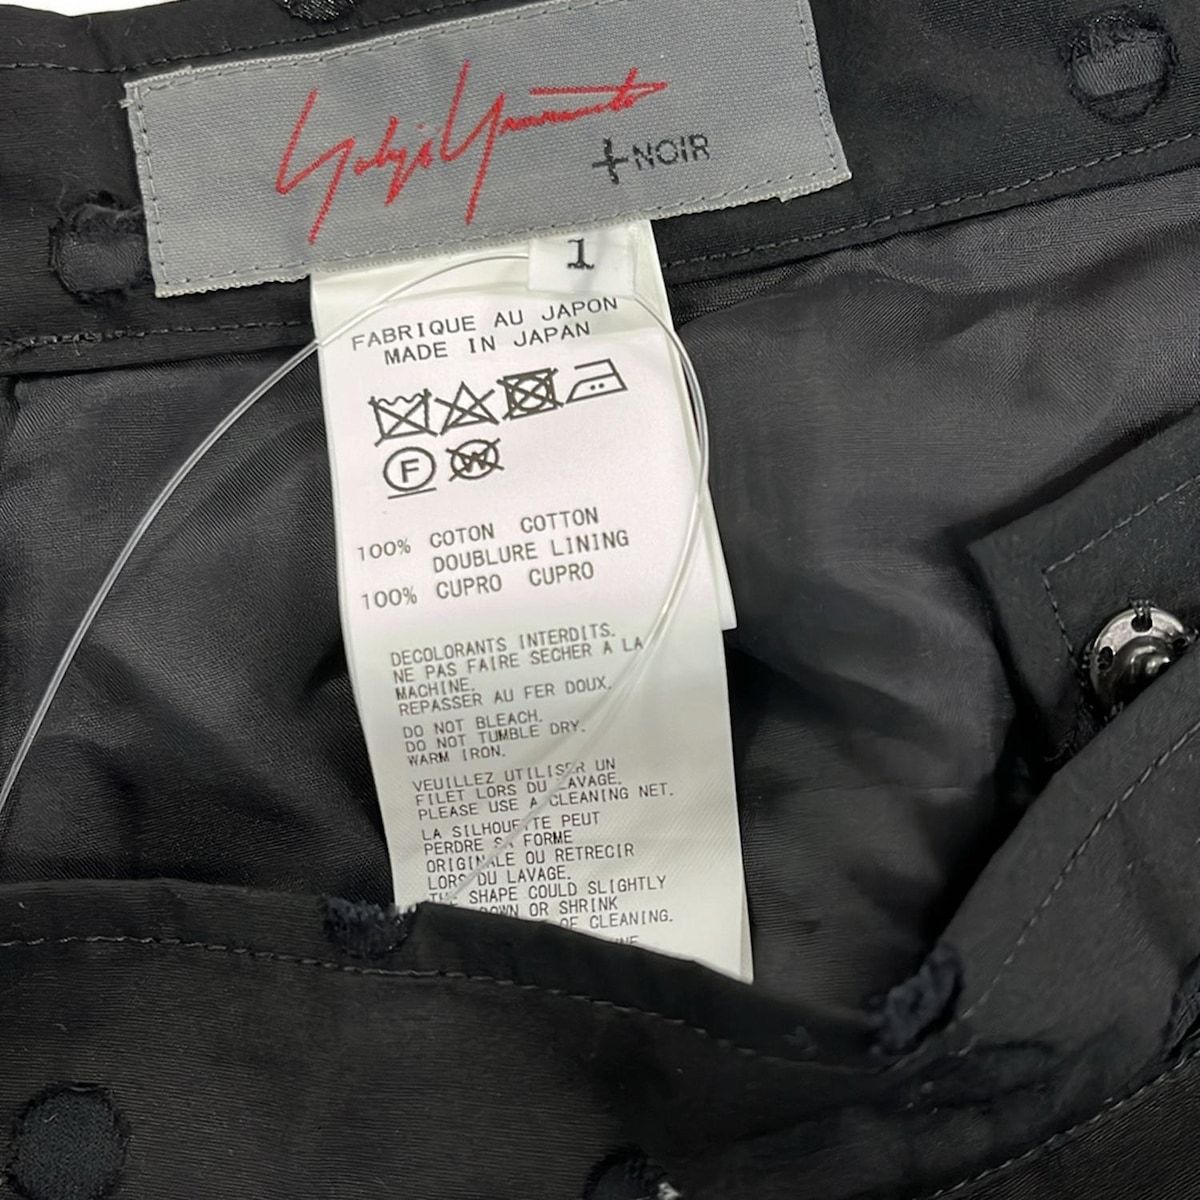 Yohji Yamamoto
+NOIR
1
FABRIQUE AU JAPON
MADE IN JAPAN
F W
100% COTON COTTON
DOUBLURE LINING
100% CUPRO CUPRO
DECOLORANTS INTERDITS.
NE PAS FAIRE SECHER A LA
MACHINE.
REPASSER AU FER DOUX.
DO NOT BLEACH.
DO NOT TUMBLE DRY.
WARM IRON.
VEUILLEZ UTILISER UN
FILET LORS DU LAVAGE.
PLEASE USE A CLEANING NET.
LA SILHOUETTE PEUT
PERDRE SA FORME
ORIGINALE OU RETRECIR
LORS DU LAVAGE.
THE SHAPE COULD SLIGHTLY
OR SHRINK
OF CLEANING.